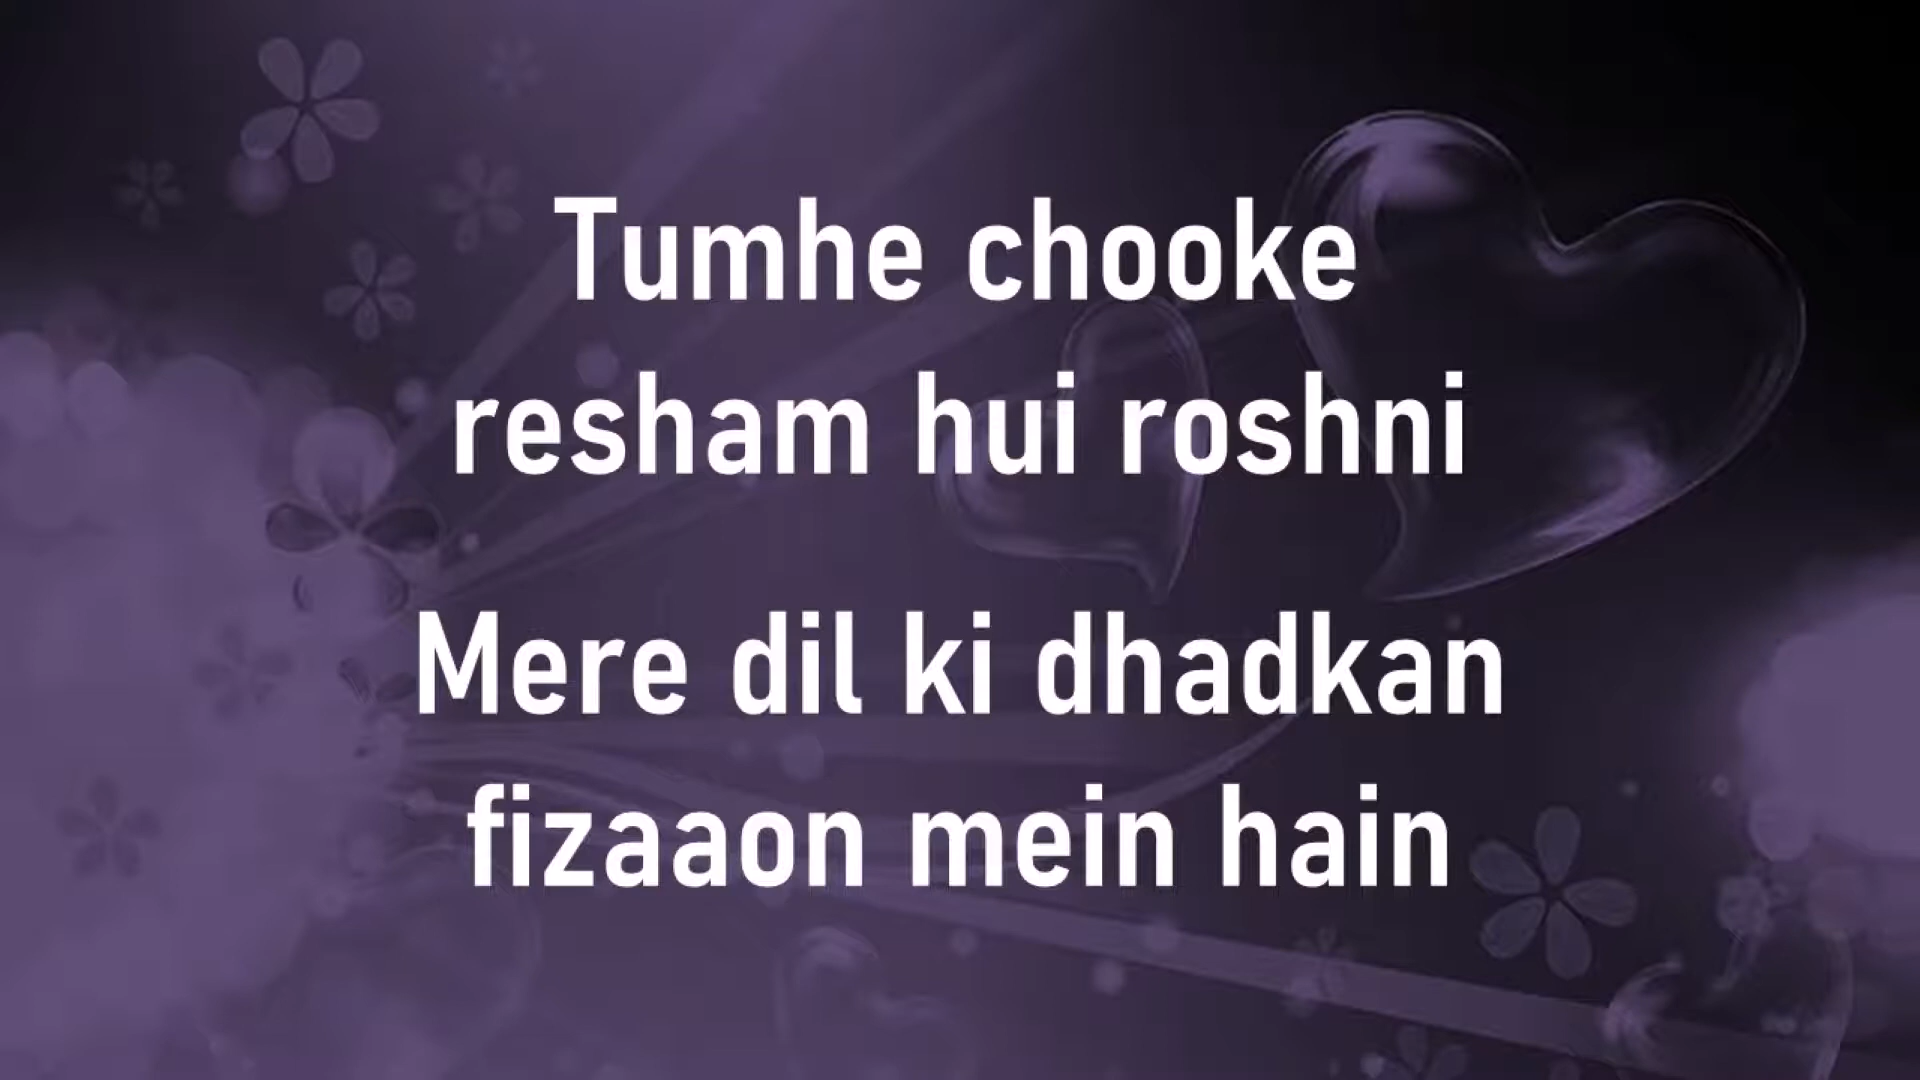 Tumhe chooke
resham hui roshni
Mere dil ki dhadkan
fizaaon mein hain